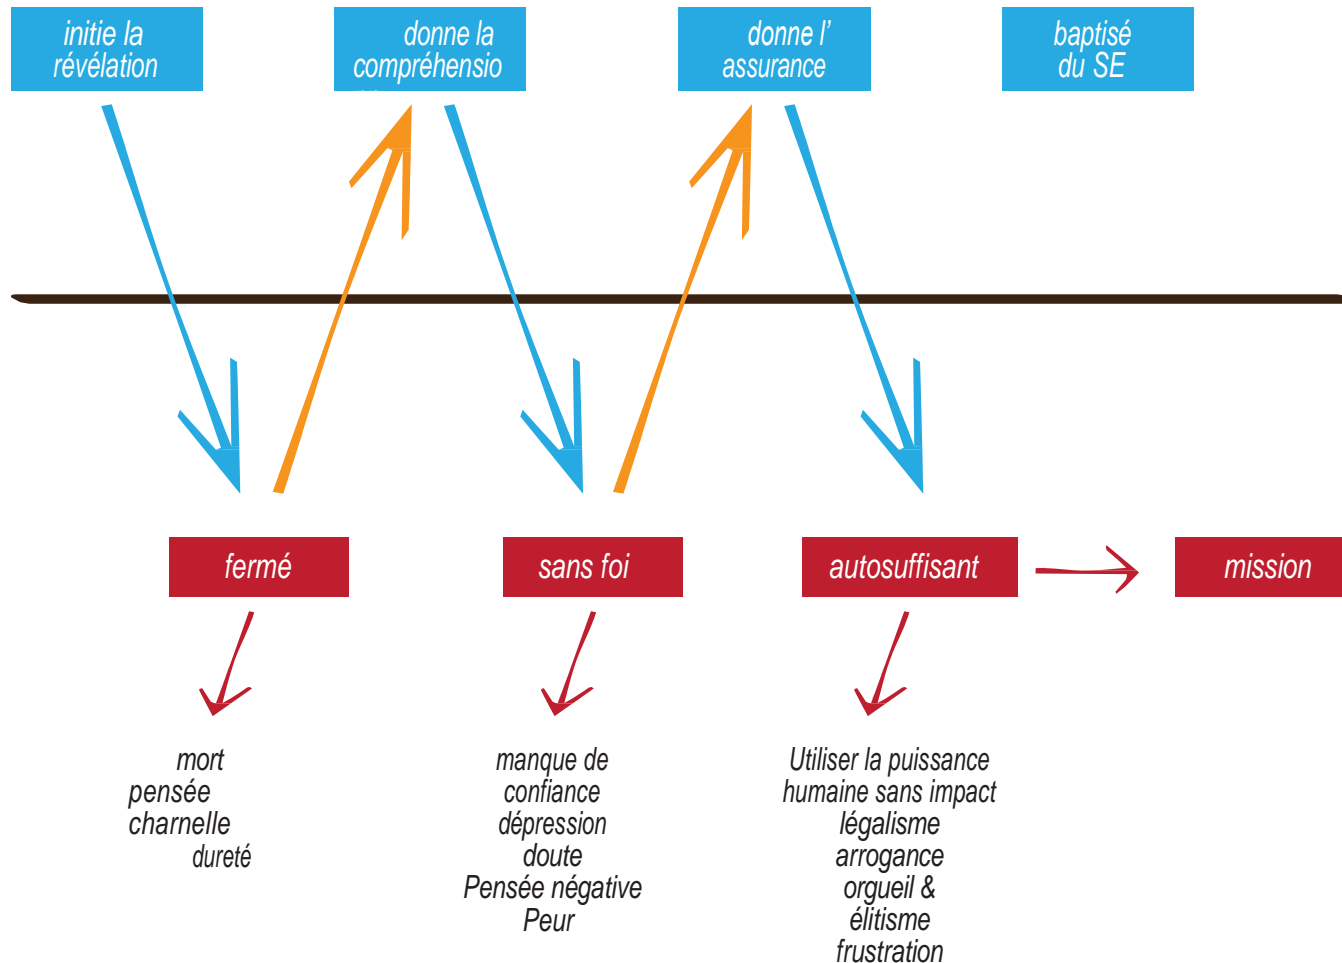 initie la
révélation
donne la
compréhensio
donne l'
assurance
baptisé
du SE
fermé
sans foi
autosuffisant
mission
mort
pensée
charnelle
dureté
manque de
confiance
dépression
doute
Pensée négative
Peur
Utiliser la puissance
humaine sans impact
légalisme
arrogance
orgueil &
élitisme
frustration